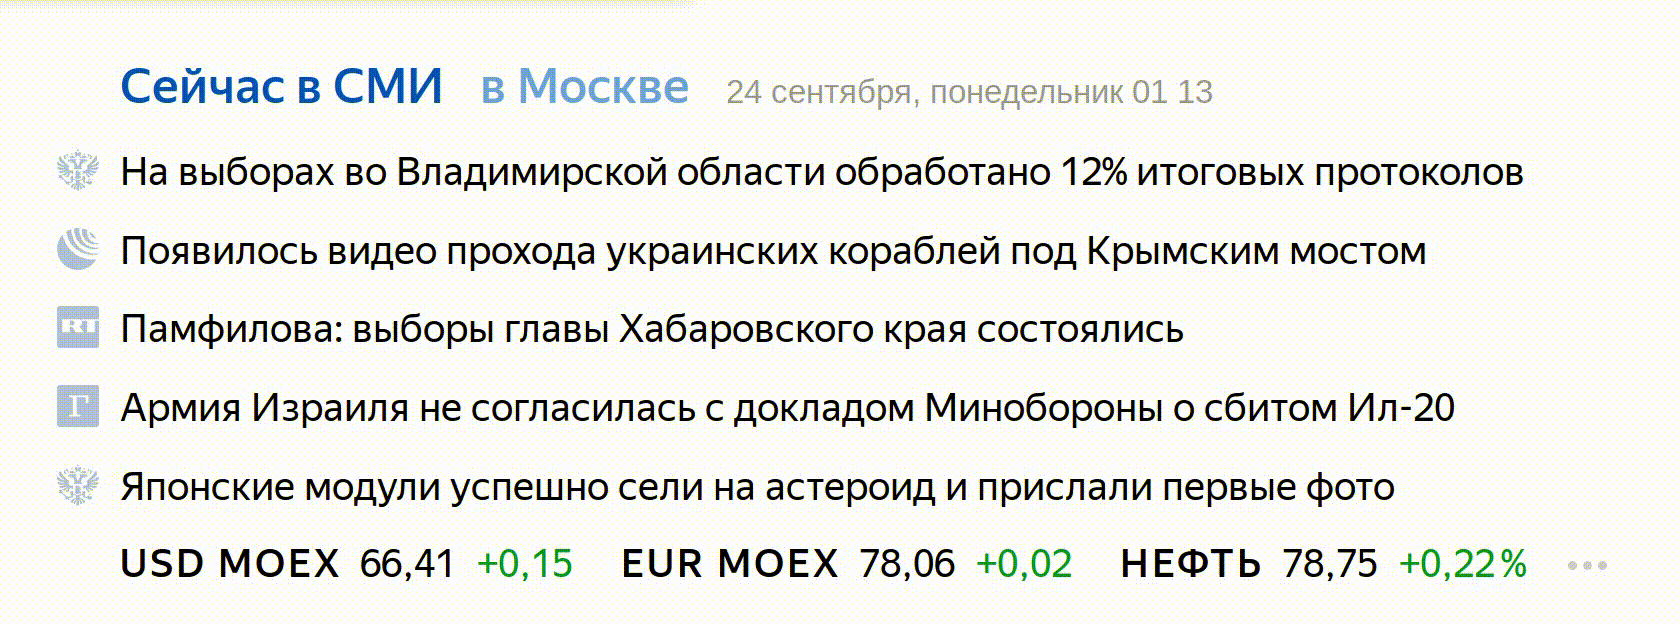 Сейчас в СМИ в Москве 24 сентября, понедельник 01 13
На выборах во Владимирской области обработано 12% итоговых протоколов
Появилось видео прохода украинских кораблей под Крымским мостом
RT Памфилова: выборы главы Хабаровского края состоялись
Г Армия Израиля не согласилась с докладом Минобороны о сбитом Ил-20
Японские модули успешно сели на астероид и прислали первые фото
USD MOEX 66,41 +0,15 EUR MOEX 78,06 +0,02 НЕФТЬ 78,75 +0,22% ...